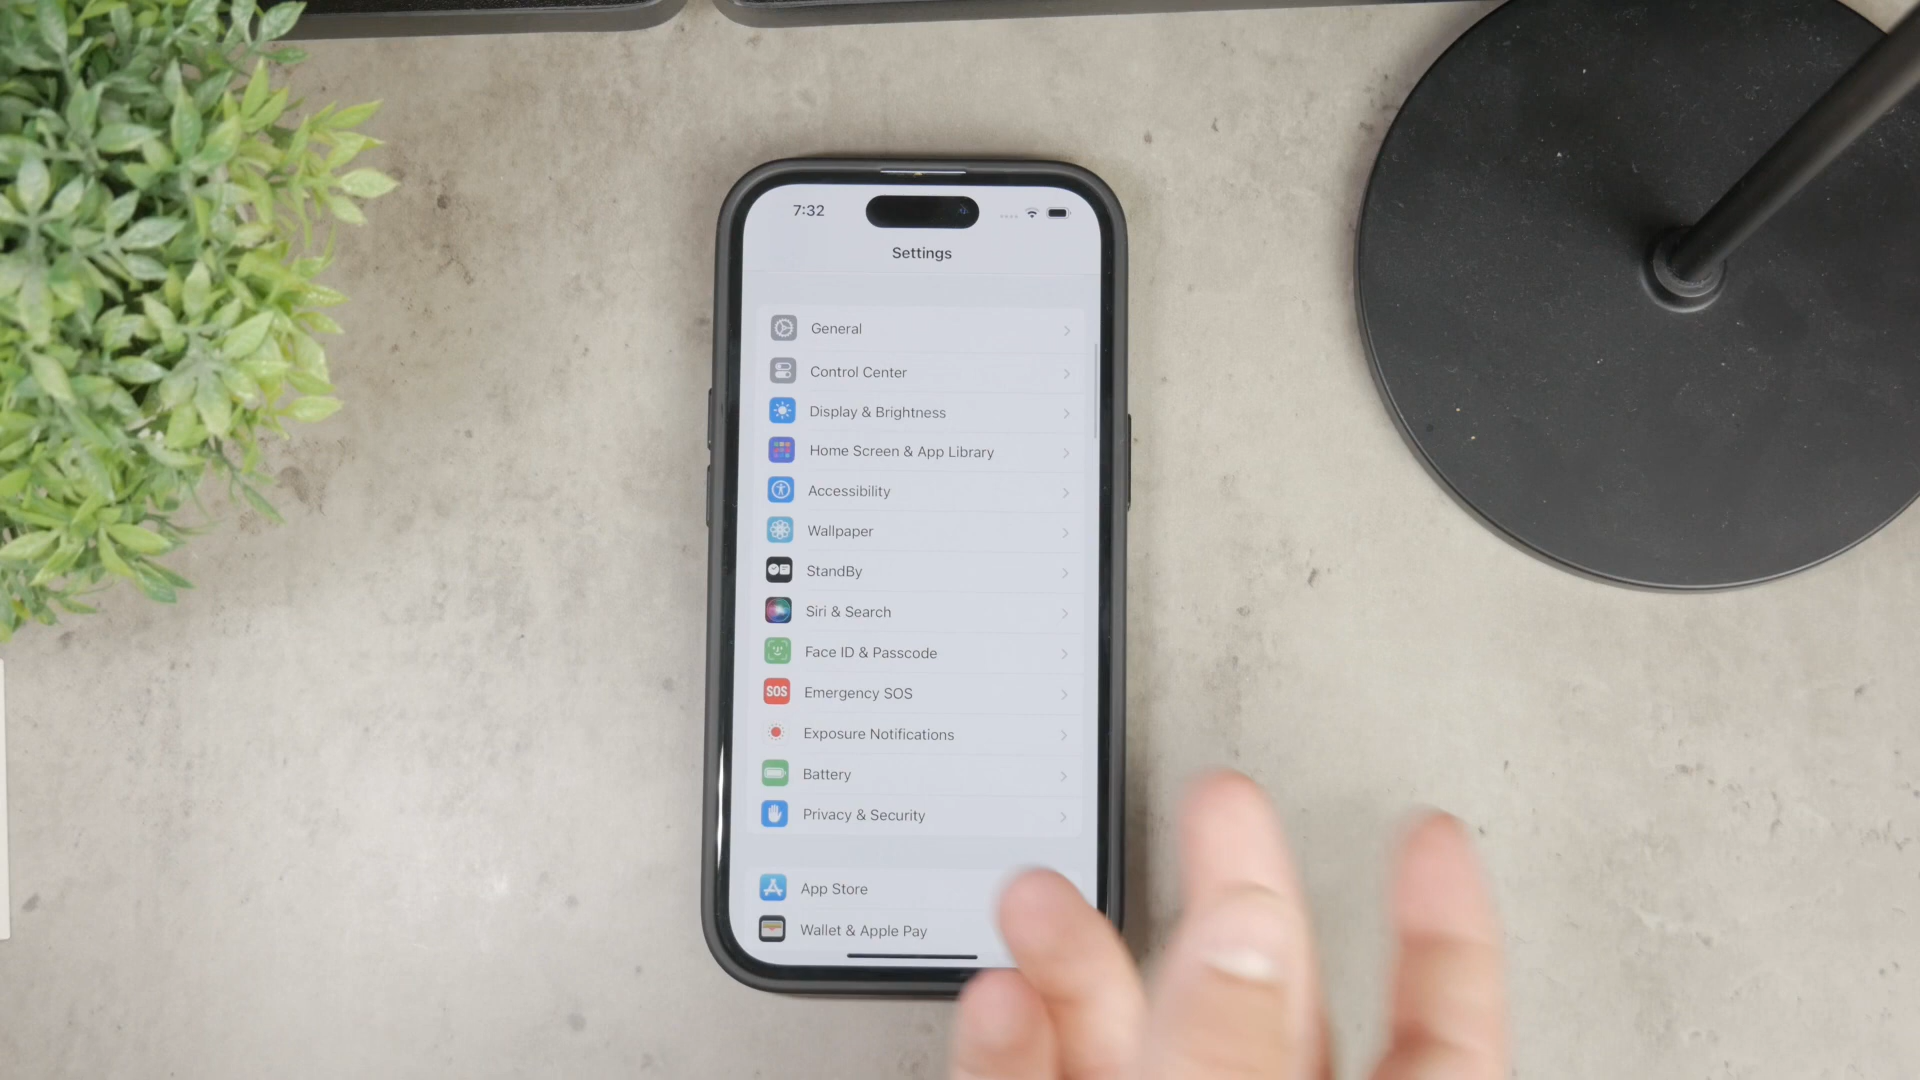 7:32
Settings
General
Control Center
Display & Brightness
Home Screen & App Library
Accessibility
Wallpaper
StandBy
Siri & Search
Face ID & Passcode
SOS Emergency SOS
Exposure Notifications
Battery
Privacy & Security
App Store
Wallet & Apple Pay